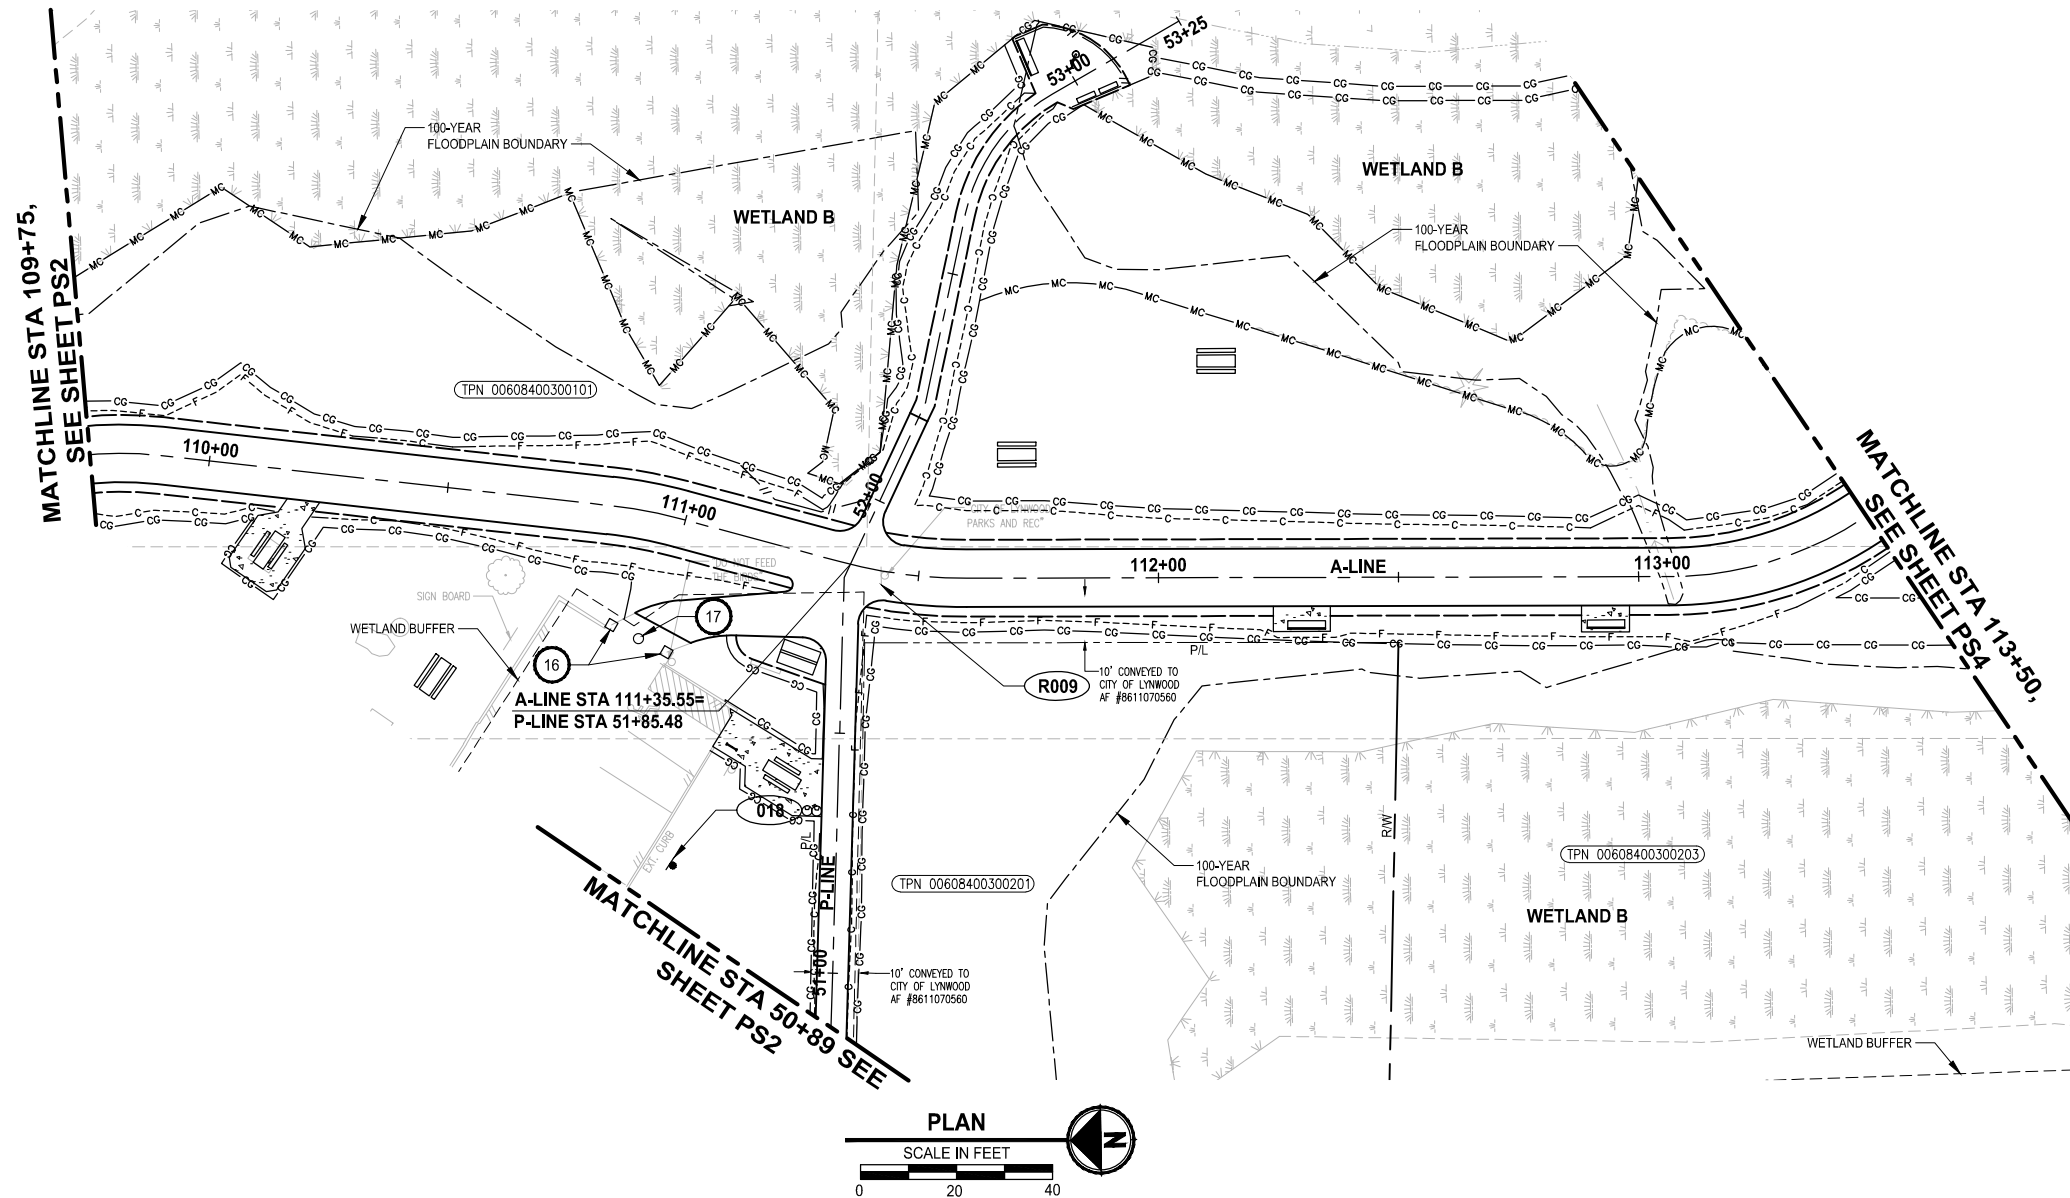 53+25
53+00
100-YEAR
FLOODPLAIN BOUNDARY
WETLAND B
WETLAND B
100-YEAR
FLOODPLAIN BOUNDARY
MATCHLINE STA 109+75,
SEE SHEET PS2
TPN 00608400300101
110+00
111+00
52+00
CITY OF LYNWOOD
PARKS AND REC"
MATCHLINE STA 113+50,
SEE SHEET PS4
112+00
A-LINE
113+00
DO NOT FEED
THE BIRDS
SIGN BOARD
WETLAND BUFFER
17
16
P/L
R009
10' CONVEYED TO
CITY OF LYNWOOD
AF #8611070560
A-LINE STA 111+35.55=
P-LINE STA 51+85.48
018
EXT. CURB
P/L
P-LINE
R/W
TPN 00608400300201
100-YEAR
FLOODPLAIN BOUNDARY
TPN 00608400300203
WETLAND B
51+00
10' CONVEYED TO
CITY OF LYNWOOD
AF #8611070560
MATCHLINE STA 50+89 SEE
SHEET PS2
WETLAND BUFFER
PLAN
N
SCALE IN FEET
0 20 40